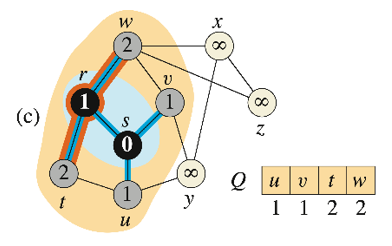 w x
2 ∞
r v
1 1 ∞
s z
(c) 0
2 ∞ Q u v t w
t 1 y 1 1 2 2
u